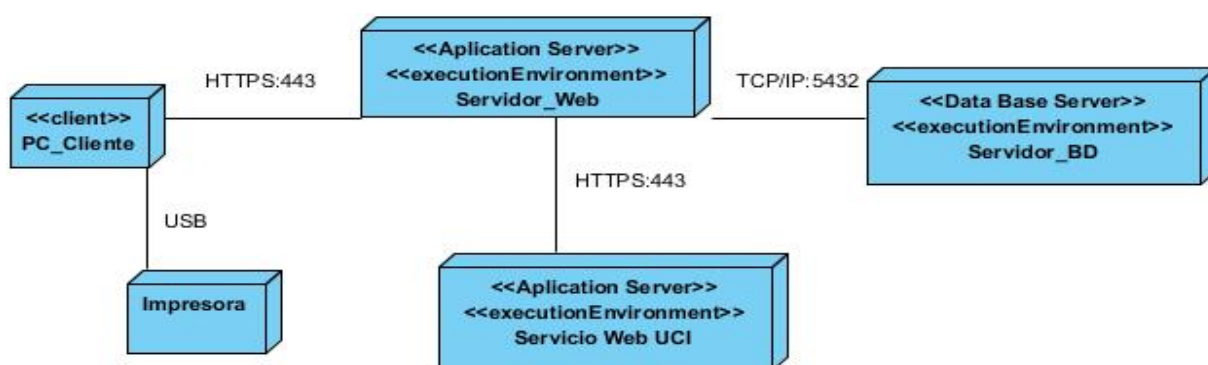 <<Aplication Server>>
<<executionEnvironment>>
Servidor_Web
HTTPS:443
TCP/IP:5432
<<client>>
PC_Cliente
<<Data Base Server>>
<<executionEnvironment>>
Servidor_BD
HTTPS:443
USB
Impresora
<<Aplication Server>>
<<executionEnvironment>>
Servicio Web UCI